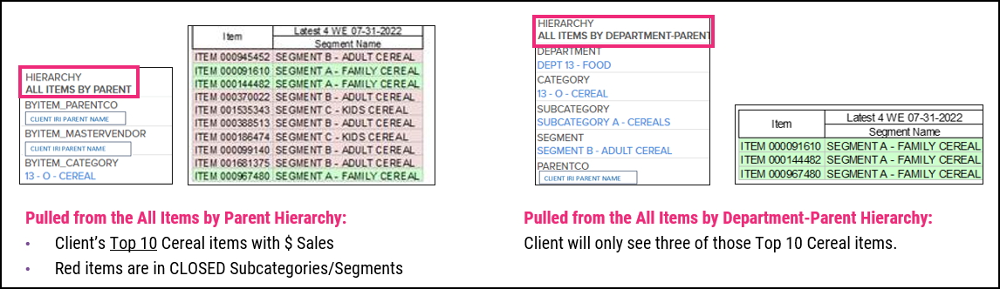 HIERARCHY
ALL ITEMS BY PARENT
BYITEM_PARENTCO
CLIENT IRI PARENT NAME
BYITEM_MASTERVENDOR
CLIENT IRI PARENT NAME
BYITEM_CATEGORY
13 - O - CEREAL
Item
Latest 4 WE 07-31-2022
Segment Name
ITEM 000945452 SEGMENT B - ADULT CEREAL
ITEM 000091610 SEGMENT A - FAMILY CEREAL
ITEM 000144482 SEGMENT A - FAMILY CEREAL
ITEM 000370022 SEGMENT B - ADULT CEREAL
ITEM 001535343 SEGMENT C - KIDS CEREAL
ITEM 000388513 SEGMENT B - ADULT CEREAL
ITEM 000186474 SEGMENT C - KIDS CEREAL
ITEM 000099140 SEGMENT B - ADULT CEREAL
ITEM 001681375 SEGMENT B - ADULT CEREAL
ITEM 000967480 SEGMENT A - FAMILY CEREAL
Pulled from the All Items by Parent Hierarchy:
• Client’s Top 10 Cereal items with $ Sales
• Red items are in CLOSED Subcategories/Segments
HIERARCHY
ALL ITEMS BY DEPARTMENT-PARENT
DEPARTMENT
DEPT 13 - FOOD
CATEGORY
13 - O - CEREAL
SUBCATEGORY
SUBCATEGORY A - CEREALS
SEGMENT
SEGMENT B - ADULT CEREAL
PARENTCO
CLIENT IRI PARENT NAME
Item
Latest 4 WE 07-31-2022
Segment Name
ITEM 000091610 SEGMENT A - FAMILY CEREAL
ITEM 000144482 SEGMENT A - FAMILY CEREAL
ITEM 000967480 SEGMENT A - FAMILY CEREAL
Pulled from the All Items by Department-Parent Hierarchy:
Client will only see three of those Top 10 Cereal items.